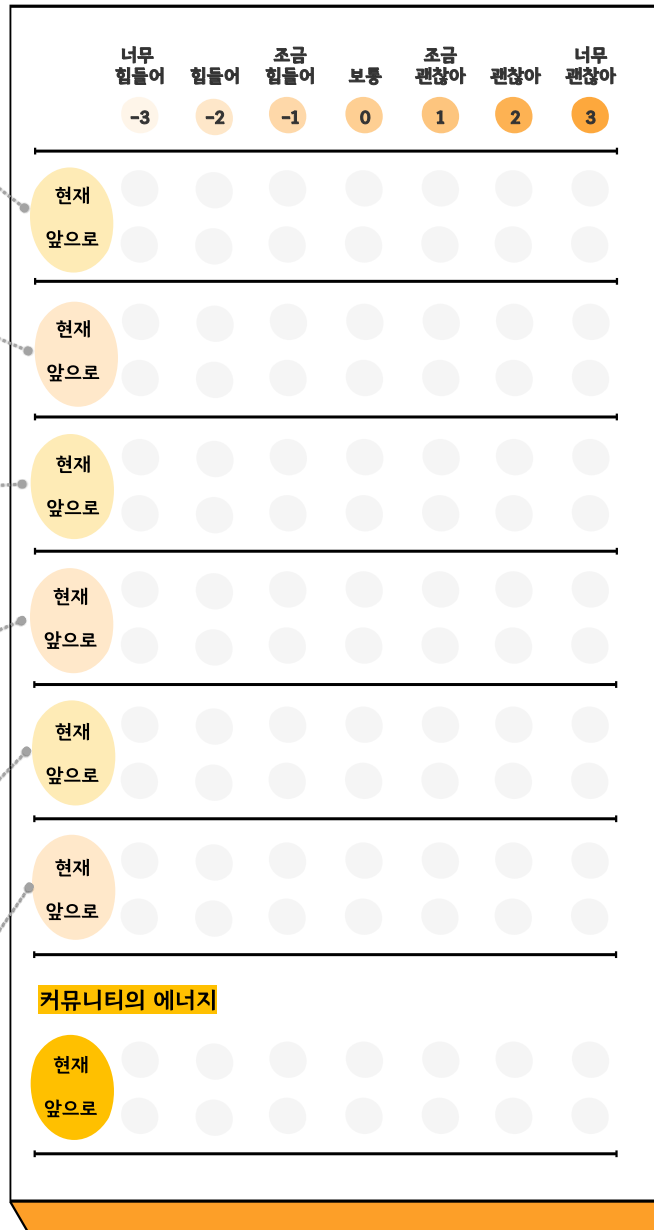 너무
힘들어
힘들어
조금
힘들어
보통
조금
괜찮아
괜찮아
너무
괜찮아
-3 -2 -1 0 1 2 3
현재
앞으로
현재
앞으로
현재
앞으로
현재
앞으로
현재
앞으로
현재
앞으로
커뮤니티의 에너지
현재
앞으로